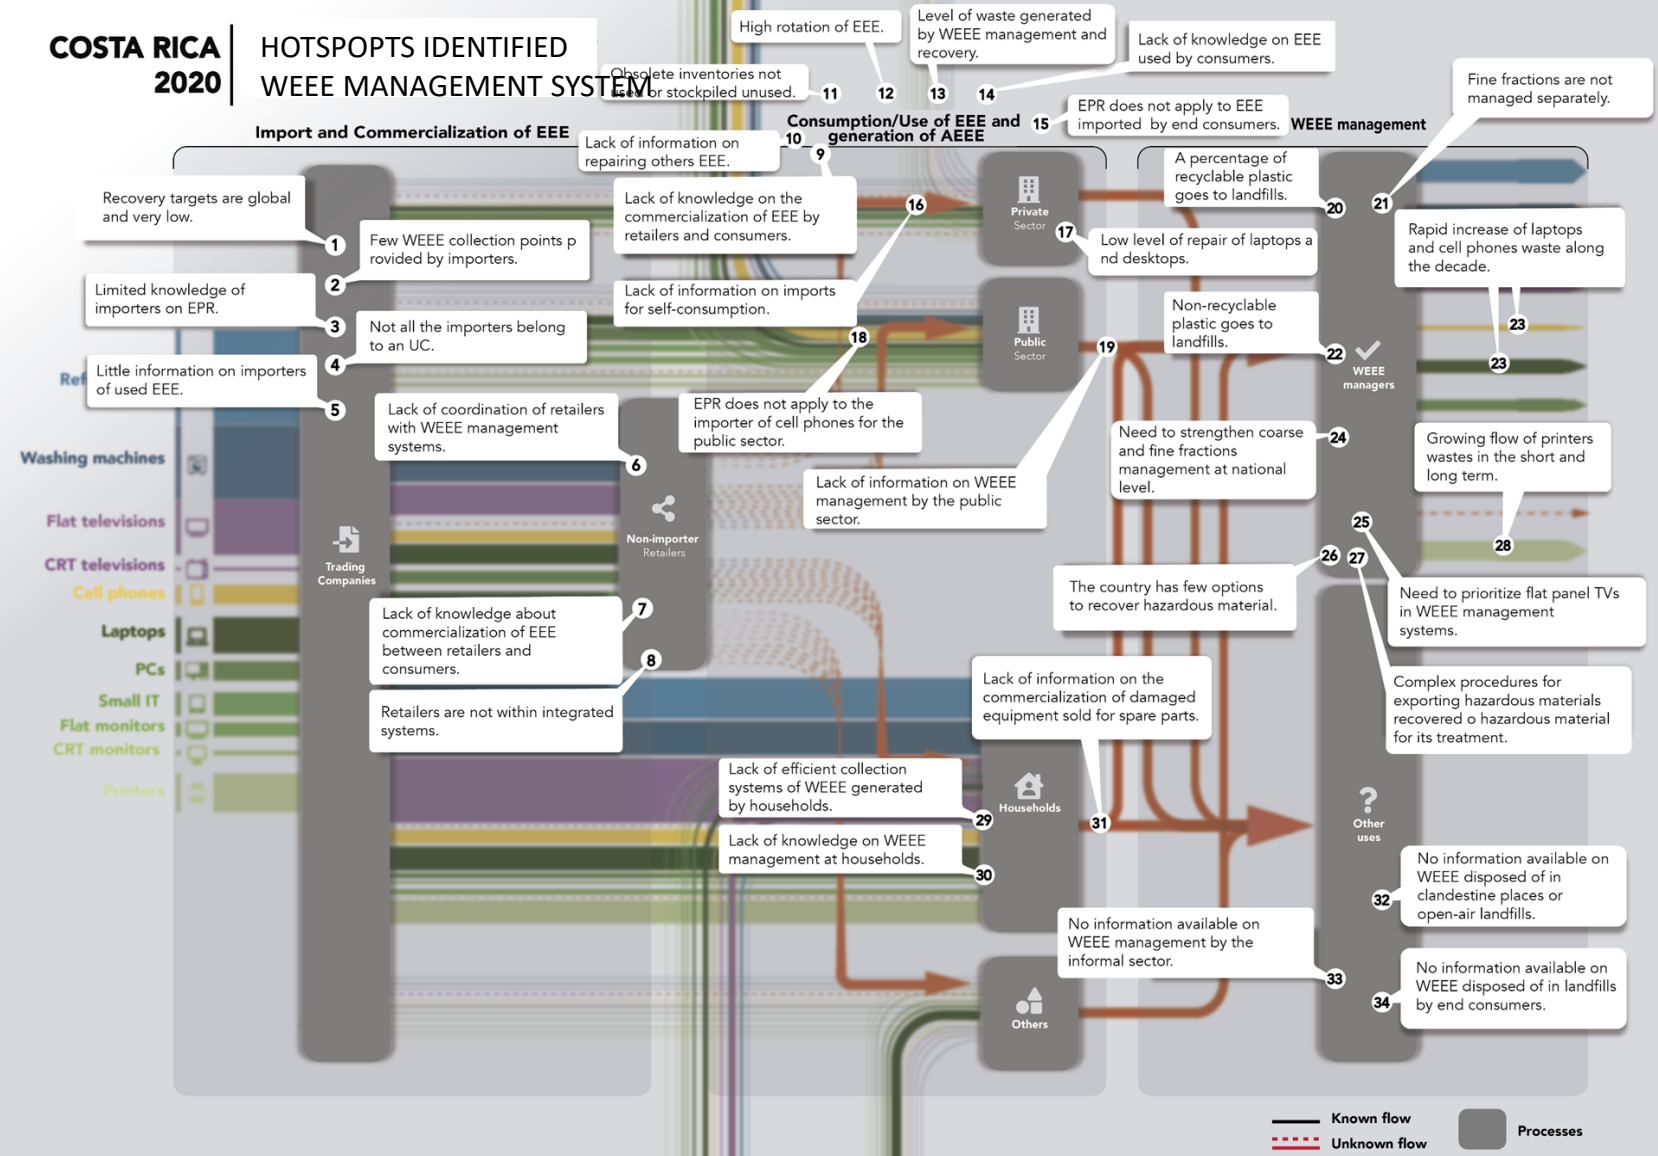 COSTA RICA
2020
HOTSPOPTS IDENTIFIED
WEEE MANAGEMENT SYSTEM
Import and Commercialization of EEE
Consumption/Use of EEE and
generation of AEEE
WEEE management
Recovery targets are global
and very low.
1
Few WEEE collection points p
rovided by importers.
2
Limited knowledge of
importers on EPR.
3
Not all the importers belong
to an UC.
4
Little information on importers
of used EEE.
5
Lack of coordination of retailers
with WEEE management
systems.
6
Lack of knowledge about
commercialization of EEE
between retailers and
consumers.
7
Retailers are not within integrated
systems.
8
Lack of knowledge on the
commercialization of EEE by
retailers and consumers.
9
Lack of information on
repairing others EEE.
10
Obsolete inventories not
used or stockpiled unused.
11
High rotation of EEE.
12
Level of waste generated
by WEEE management and
recovery.
13
Lack of knowledge on EEE
used by consumers.
14
EPR does not apply to EEE
imported by end consumers.
15
Lack of information on imports
for self-consumption.
16
Low level of repair of laptops a
nd desktops.
17
EPR does not apply to the
importer of cell phones for the
public sector.
18
Lack of information on WEEE
management by the public
sector.
19
A percentage of
recyclable plastic
goes to landfills.
20
Fine fractions are not
managed separately.
21
Non-recyclable
plastic goes to
landfills.
22
Rapid increase of laptops
and cell phones waste along
the decade.
23
23
Need to strengthen coarse
and fine fractions
management at national
level.
24
Need to prioritize flat panel TVs
in WEEE management
systems.
25
The country has few options
to recover hazardous material.
26
Complex procedures for
exporting hazardous materials
recovered o hazardous material
for its treatment.
27
Growing flow of printers
wastes in the short and
long term.
28
Lack of efficient collection
systems of WEEE generated
by households.
29
Lack of knowledge on WEEE
management at households.
30
Lack of information on the
commercialization of damaged
equipment sold for spare parts.
31
No information available on
WEEE disposed of in
clandestine places or
open-air landfills.
32
No information available on
WEEE management by the
informal sector.
33
No information available on
WEEE disposed of in landfills
by end consumers.
34
Ref
Washing machines
Flat televisions
CRT televisions
Cell phones
Laptops
PCs
Small IT
Flat monitors
CRT monitors
Printers
Trading
Companies
Non-importer
Retailers
Private
Sector
Public
Sector
Households
Others
WEEE
managers
?
Other
uses
Known flow
Unknown flow
Processes